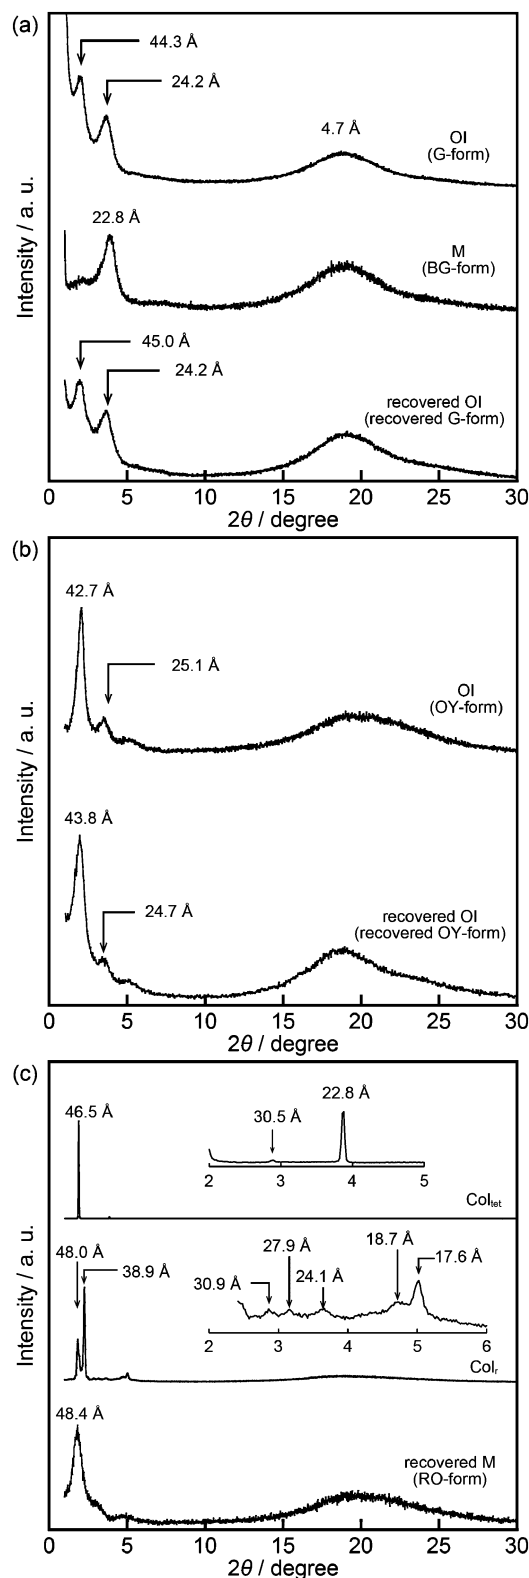 (a)
44.3 Å
24.2 Å
4.7 Å
OI
(G-form)
22.8 Å
M
(BG-form)
45.0 Å
24.2 Å
recovered OI
(recovered G-form)
Intensity / a. u.
0 5 10 15 20 25 30
2θ / degree
(b)
42.7 Å
25.1 Å
OI
(OY-form)
43.8 Å
24.7 Å
recovered OI
(recovered OY-form)
Intensity / a. u.
0 5 10 15 20 25 30
2θ / degree
(c)
46.5 Å
30.5 Å
22.8 Å
2 3 4 5
Coltet
48.0 Å
38.9 Å
30.9 Å
27.9 Å
24.1 Å
18.7 Å
17.6 Å
2 3 4 5 6
Colr
48.4 Å
recovered M
(RO-form)
Intensity / a. u.
0 5 10 15 20 25 30
2θ / degree